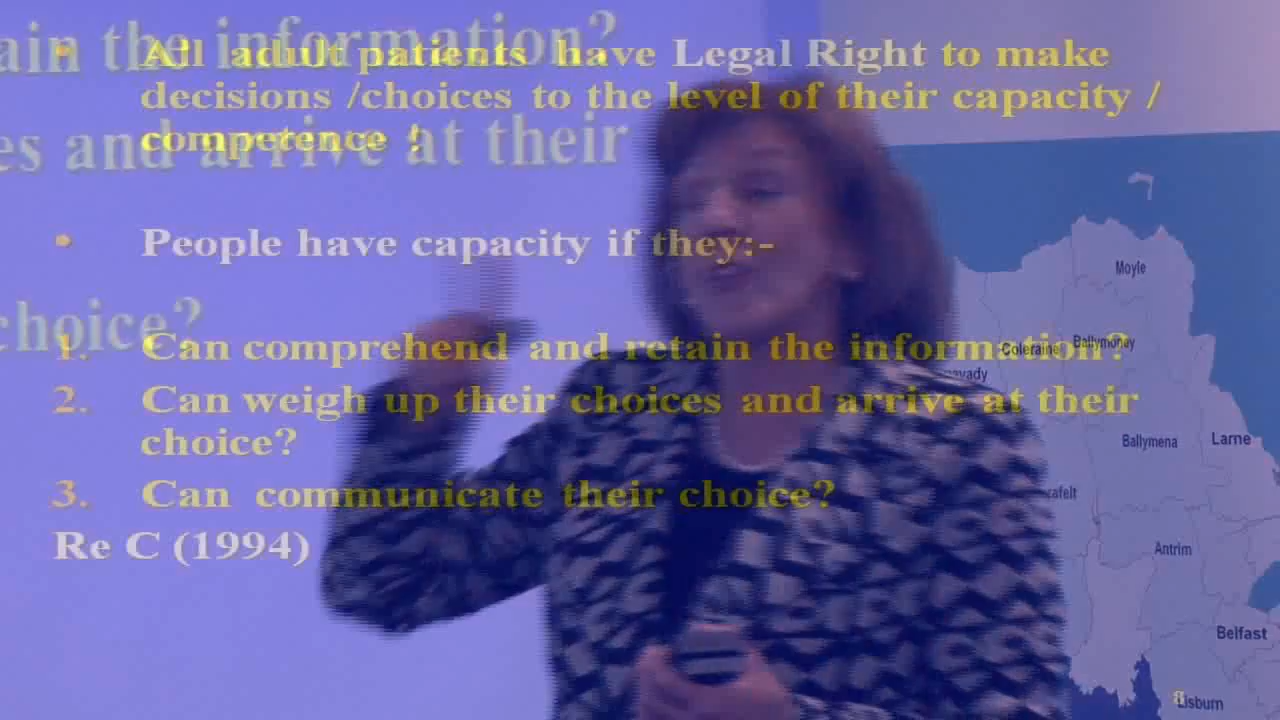 ain the information?
es and arrive at their
choice?
• All adult patients have Legal Right to make
decisions /choices to the level of their capacity /
competence !
• People have capacity if they:-
1. Can comprehend and retain the information?
2. Can weigh up their choices and arrive at their
choice?
3. Can communicate their choice?
Re C (1994)
Moyle
Coleraine
Ballymoney
avady
Ballymena
Larne
rafelt
Antrim
Belfast
Lisburn
8